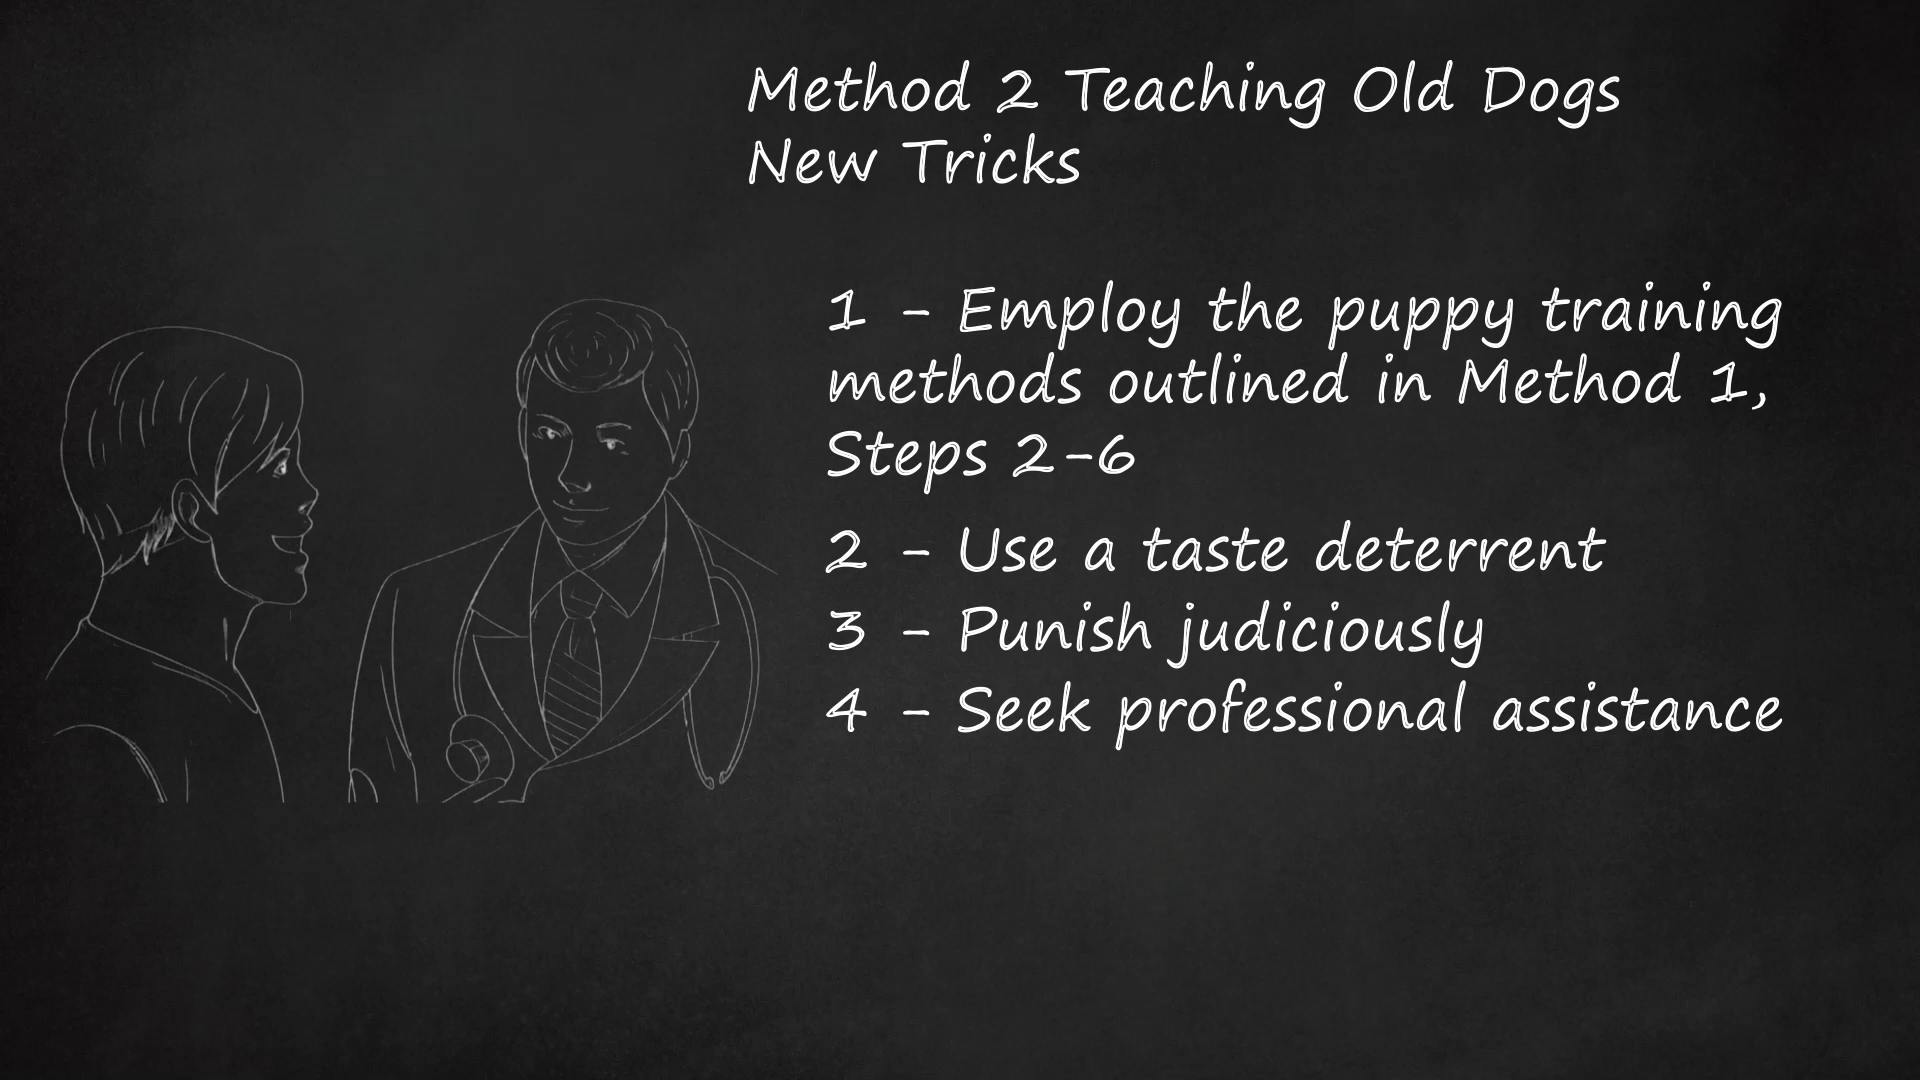 Method 2 Teaching Old Dogs
New Tricks
1 - Employ the puppy training
methods outlined in Method 1,
Steps 2-6
2 - Use a taste deterrent
3 - Punish judiciously
4 - Seek professional assistance